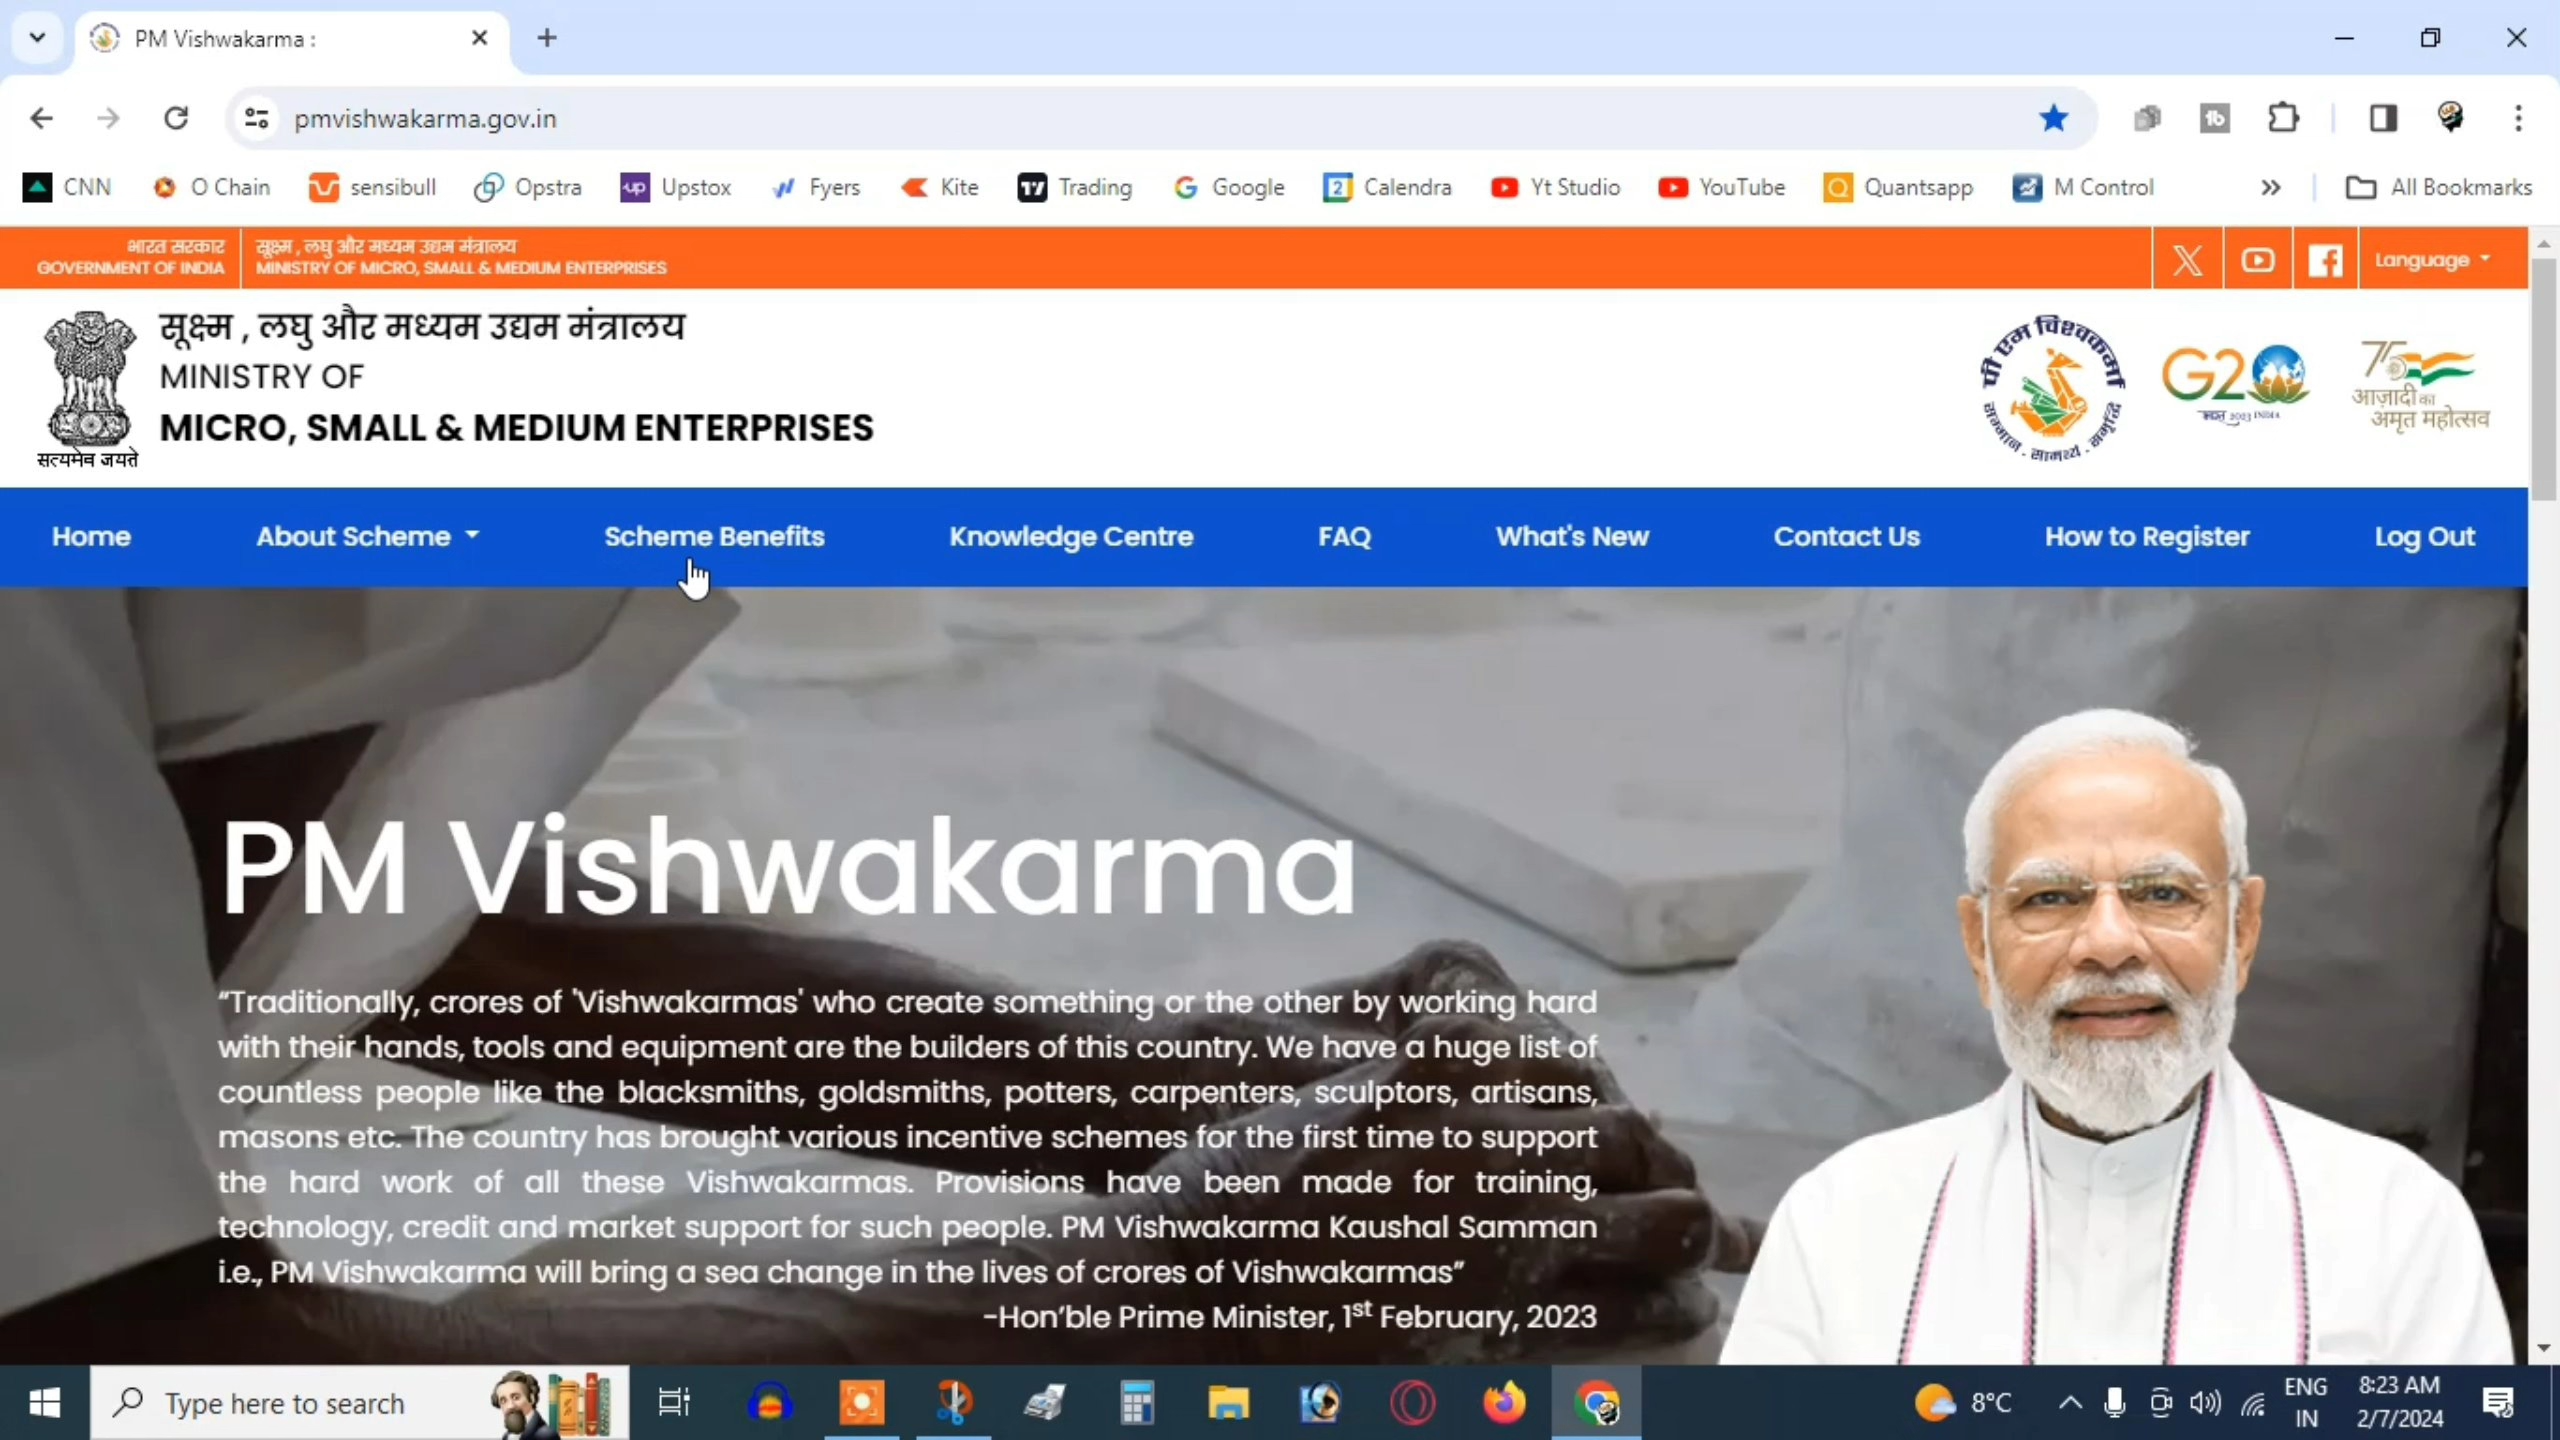 PM Vishwakarma :
pmvishwakarma.gov.in
CNN O Chain sensibull Opstra Upstox Fyers Kite Trading Google Calendra Yt Studio YouTube Quantsapp M Control » All Bookmarks
भारत सरकार
GOVERNMENT OF INDIA
सूक्ष्म , लघु और मध्यम उद्यम मंत्रालय
MINISTRY OF MICRO, SMALL & MEDIUM ENTERPRISES
Language
सूक्ष्म , लघु और मध्यम उद्यम मंत्रालय
MINISTRY OF
MICRO, SMALL & MEDIUM ENTERPRISES
सत्यमेव जयते
पी एम विश्वकर्मा
सम्मान . सामर्थ्य . समृद्धि
G20
भारत 2023 INDIA
75
आज़ादी का
अमृत महोत्सव
Home About Scheme Scheme Benefits Knowledge Centre FAQ What's New Contact Us How to Register Log Out
PM Vishwakarma
“Traditionally, crores of 'Vishwakarmas' who create something or the other by working hard
with their hands, tools and equipment are the builders of this country. We have a huge list of
countless people like the blacksmiths, goldsmiths, potters, carpenters, sculptors, artisans,
masons etc. The country has brought various incentive schemes for the first time to support
the hard work of all these Vishwakarmas. Provisions have been made for training,
technology, credit and market support for such people. PM Vishwakarma Kaushal Samman
i.e., PM Vishwakarma will bring a sea change in the lives of crores of Vishwakarmas”
-Hon’ble Prime Minister, 1st February, 2023
Type here to search
8°C
ENG
IN
8:23 AM
2/7/2024